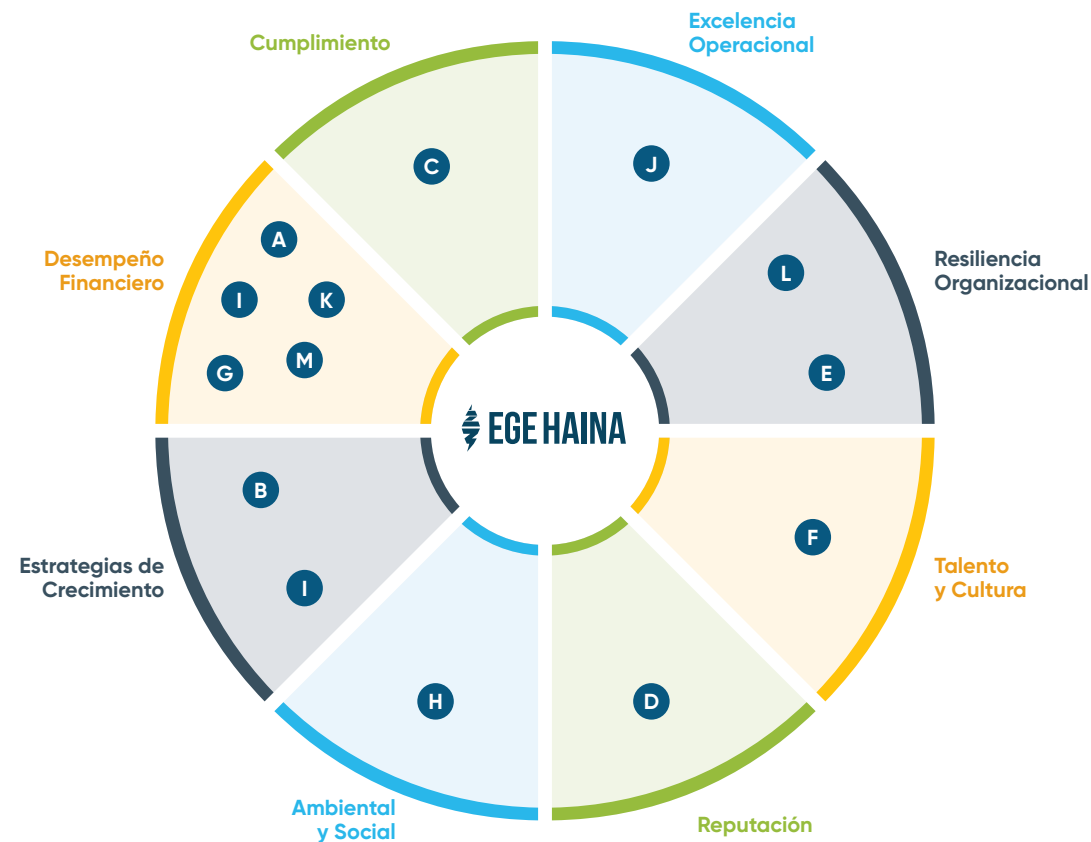 Excelencia
Operacional
Cumplimiento
C
J
A
I
K
M
G
Desempeño
Financiero
L
E
Resiliencia
Organizacional
EGE HAINA
B
I
Estrategias de
Crecimiento
F
Talento
y Cultura
H
D
Ambiental
y Social
Reputación